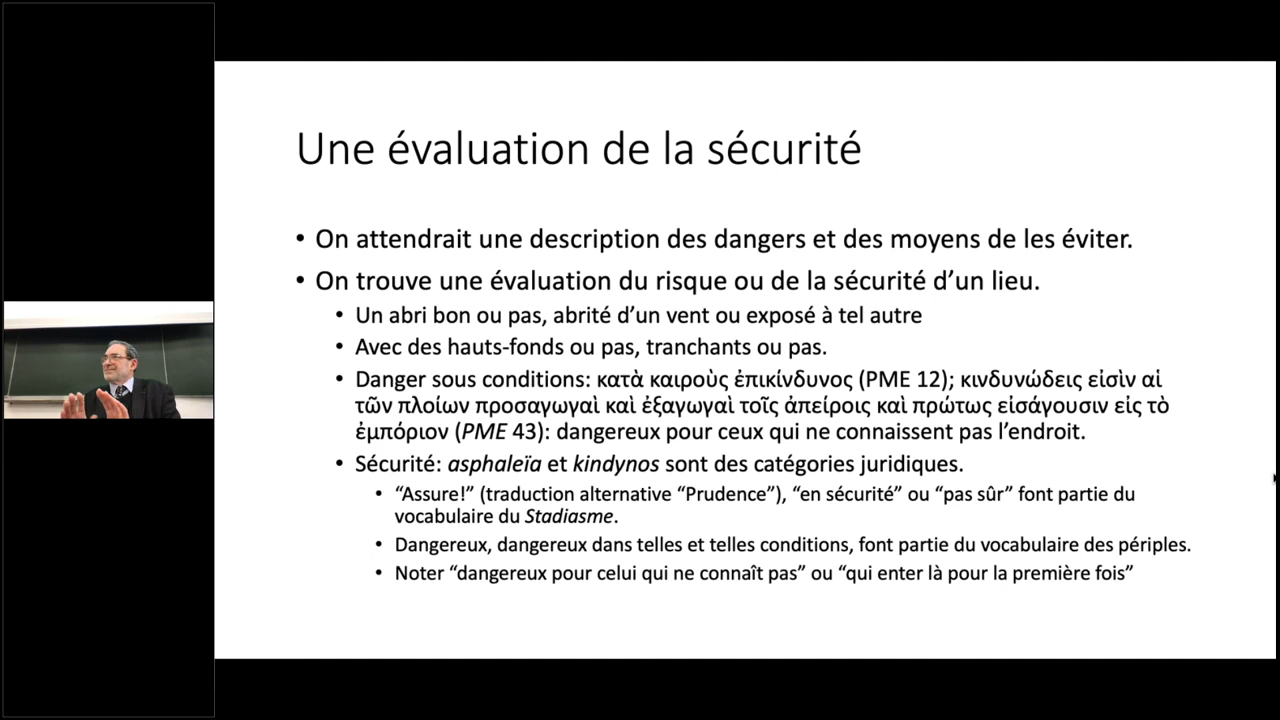 Une évaluation de la sécurité
• On attendrait une description des dangers et des moyens de les éviter.
• On trouve une évaluation du risque ou de la sécurité d’un lieu.
• Un abri bon ou pas, abrité d’un vent ou exposé à tel autre
• Avec des hauts-fonds ou pas, tranchants ou pas.
• Danger sous conditions: κατὰ καιροὺς ἐπικίνδυνος (PME 12); κινδυνώδεις εἰσὶν αἱ
τῶν πλοίων προσαγωγαὶ καὶ ἐξαγωγαὶ τοῖς ἀπείροις καὶ πρώτως εἰσάγουσιν εἰς τὸ
ἐμπόριον (PME 43): dangereux pour ceux qui ne connaissent pas l’endroit.
• Sécurité: asphaleïa et kindynos sont des catégories juridiques.
• “Assure!” (traduction alternative “Prudence”), “en sécurité” ou “pas sûr” font partie du
vocabulaire du Stadiasme.
• Dangereux, dangereux dans telles et telles conditions, font partie du vocabulaire des périples.
• Noter “dangereux pour celui qui ne connaît pas” ou “qui enter là pour la première fois”